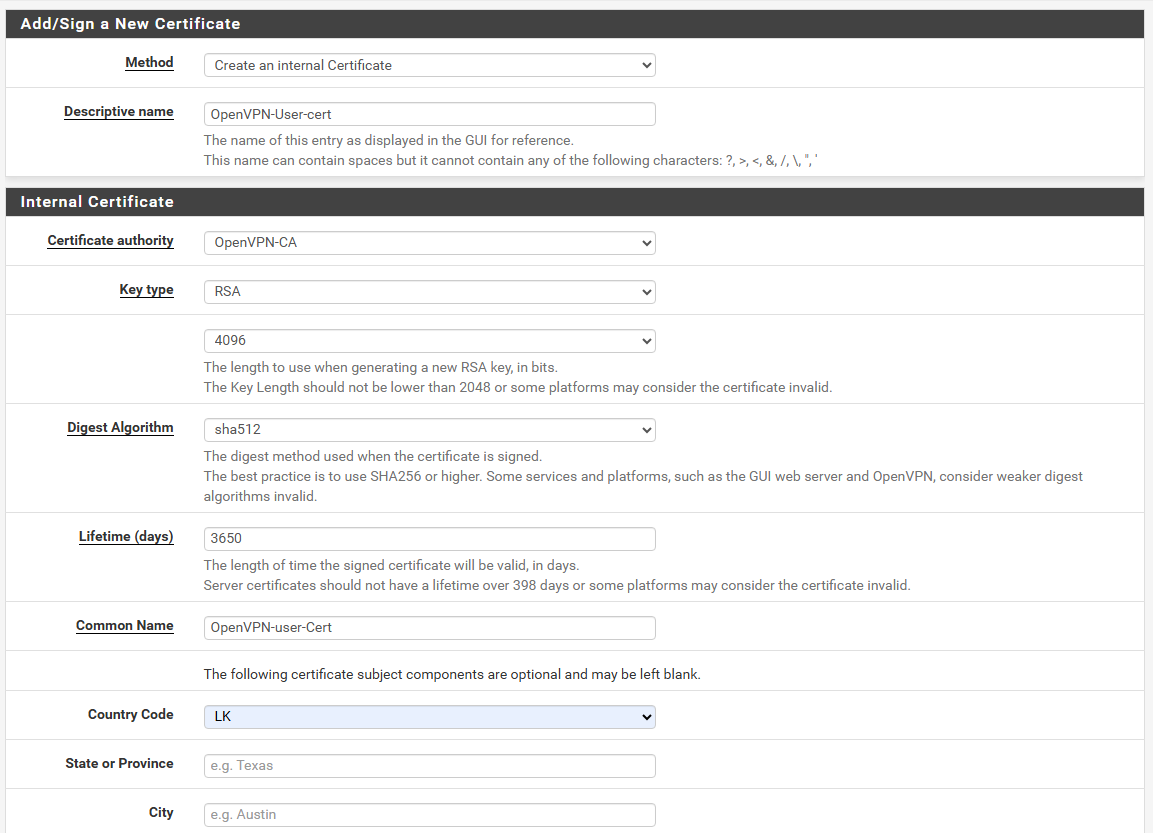 Add/Sign a New Certificate
Method
Create an internal Certificate
Descriptive name
OpenVPN-User-cert
The name of this entry as displayed in the GUI for reference.
This name can contain spaces but it cannot contain any of the following characters: ?, >, <, &, /, \, ", '
Internal Certificate
Certificate authority
OpenVPN-CA
Key type
RSA
4096
The length to use when generating a new RSA key, in bits.
The Key Length should not be lower than 2048 or some platforms may consider the certificate invalid.
Digest Algorithm
sha512
The digest method used when the certificate is signed.
The best practice is to use SHA256 or higher. Some services and platforms, such as the GUI web server and OpenVPN, consider weaker digest
algorithms invalid.
Lifetime (days)
3650
The length of time the signed certificate will be valid, in days.
Server certificates should not have a lifetime over 398 days or some platforms may consider the certificate invalid.
Common Name
OpenVPN-user-Cert
The following certificate subject components are optional and may be left blank.
Country Code
LK
State or Province
e.g. Texas
City
e.g. Austin